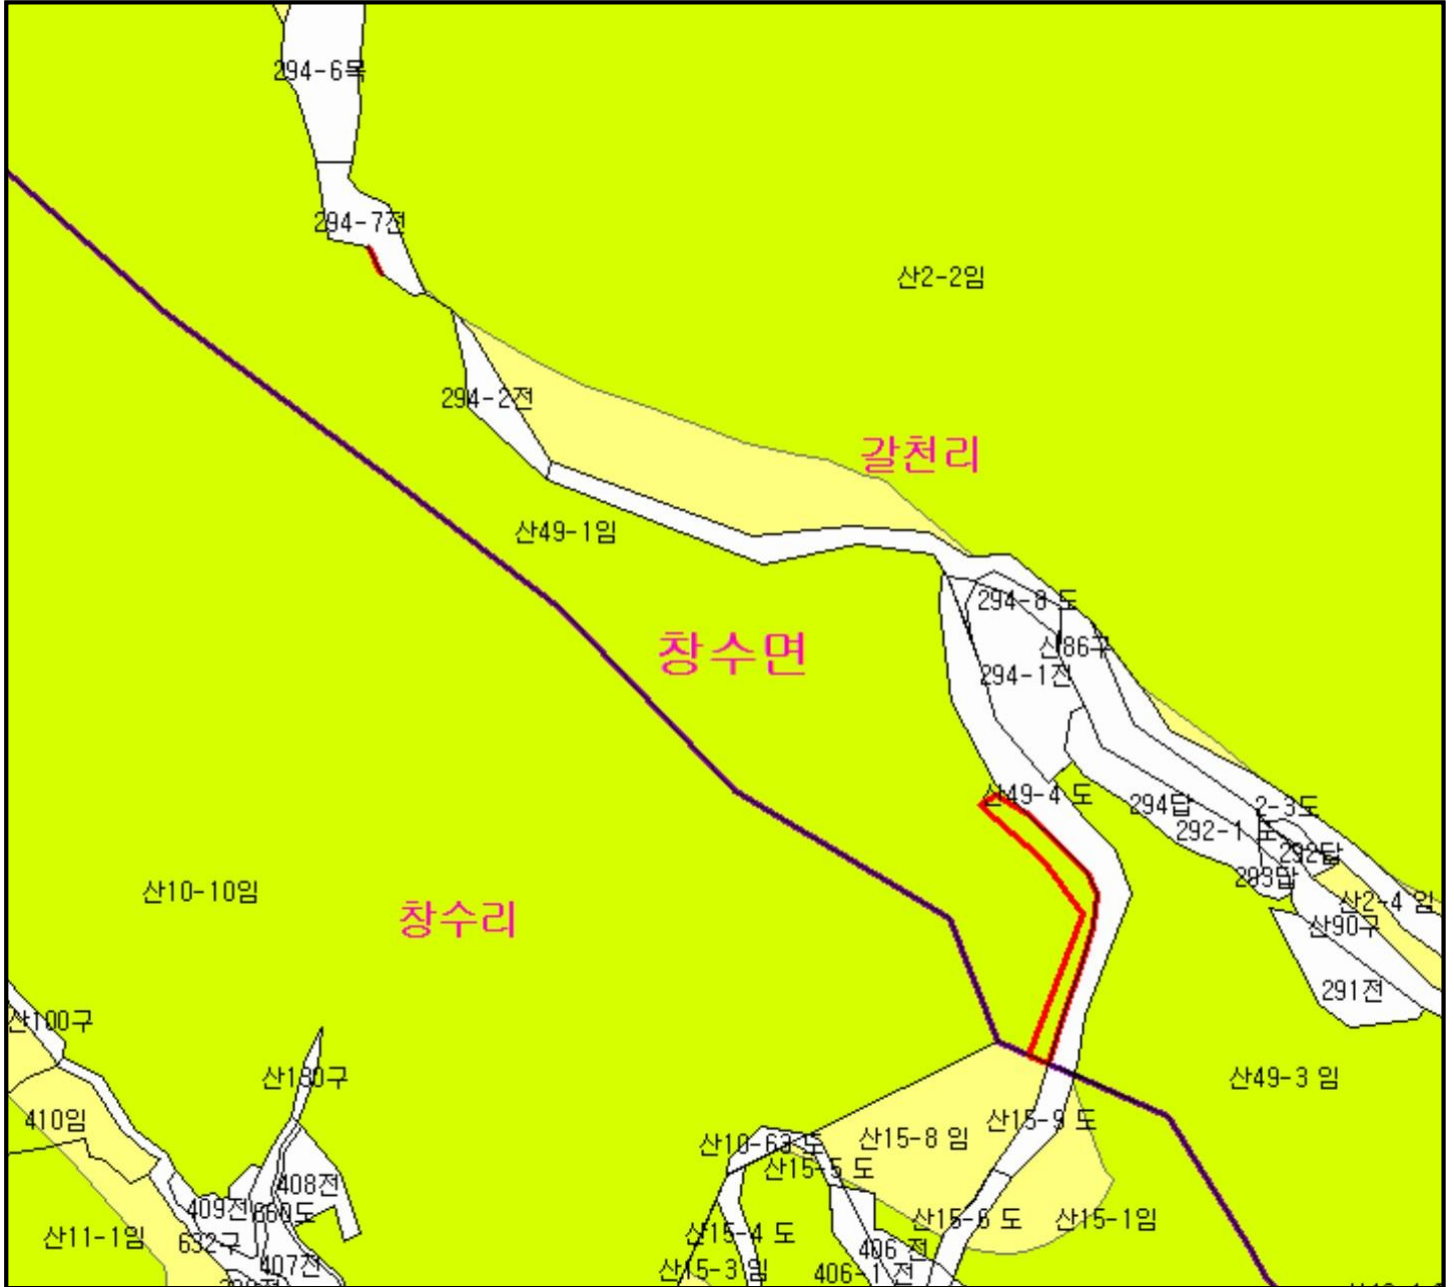 294-6목
294-7전
산2-2임
294-2전
갈천리
산49-1임
294-8 도
산86구
창수면
294-1전
산49-4 도
294답
2-3도
292-1 도
292답
293답
산10-10임
산2-4 임
창수리
산90구
291전
산100구
산180구
산49-3 임
410임
산15-9 도
산15-8 임
산10-63 도
산15-5 도
408전
409전
660도
산15-6 도
산15-1임
산11-1임
632구
산15-4 도
406 전
407전
산15-3 임
406-1 전